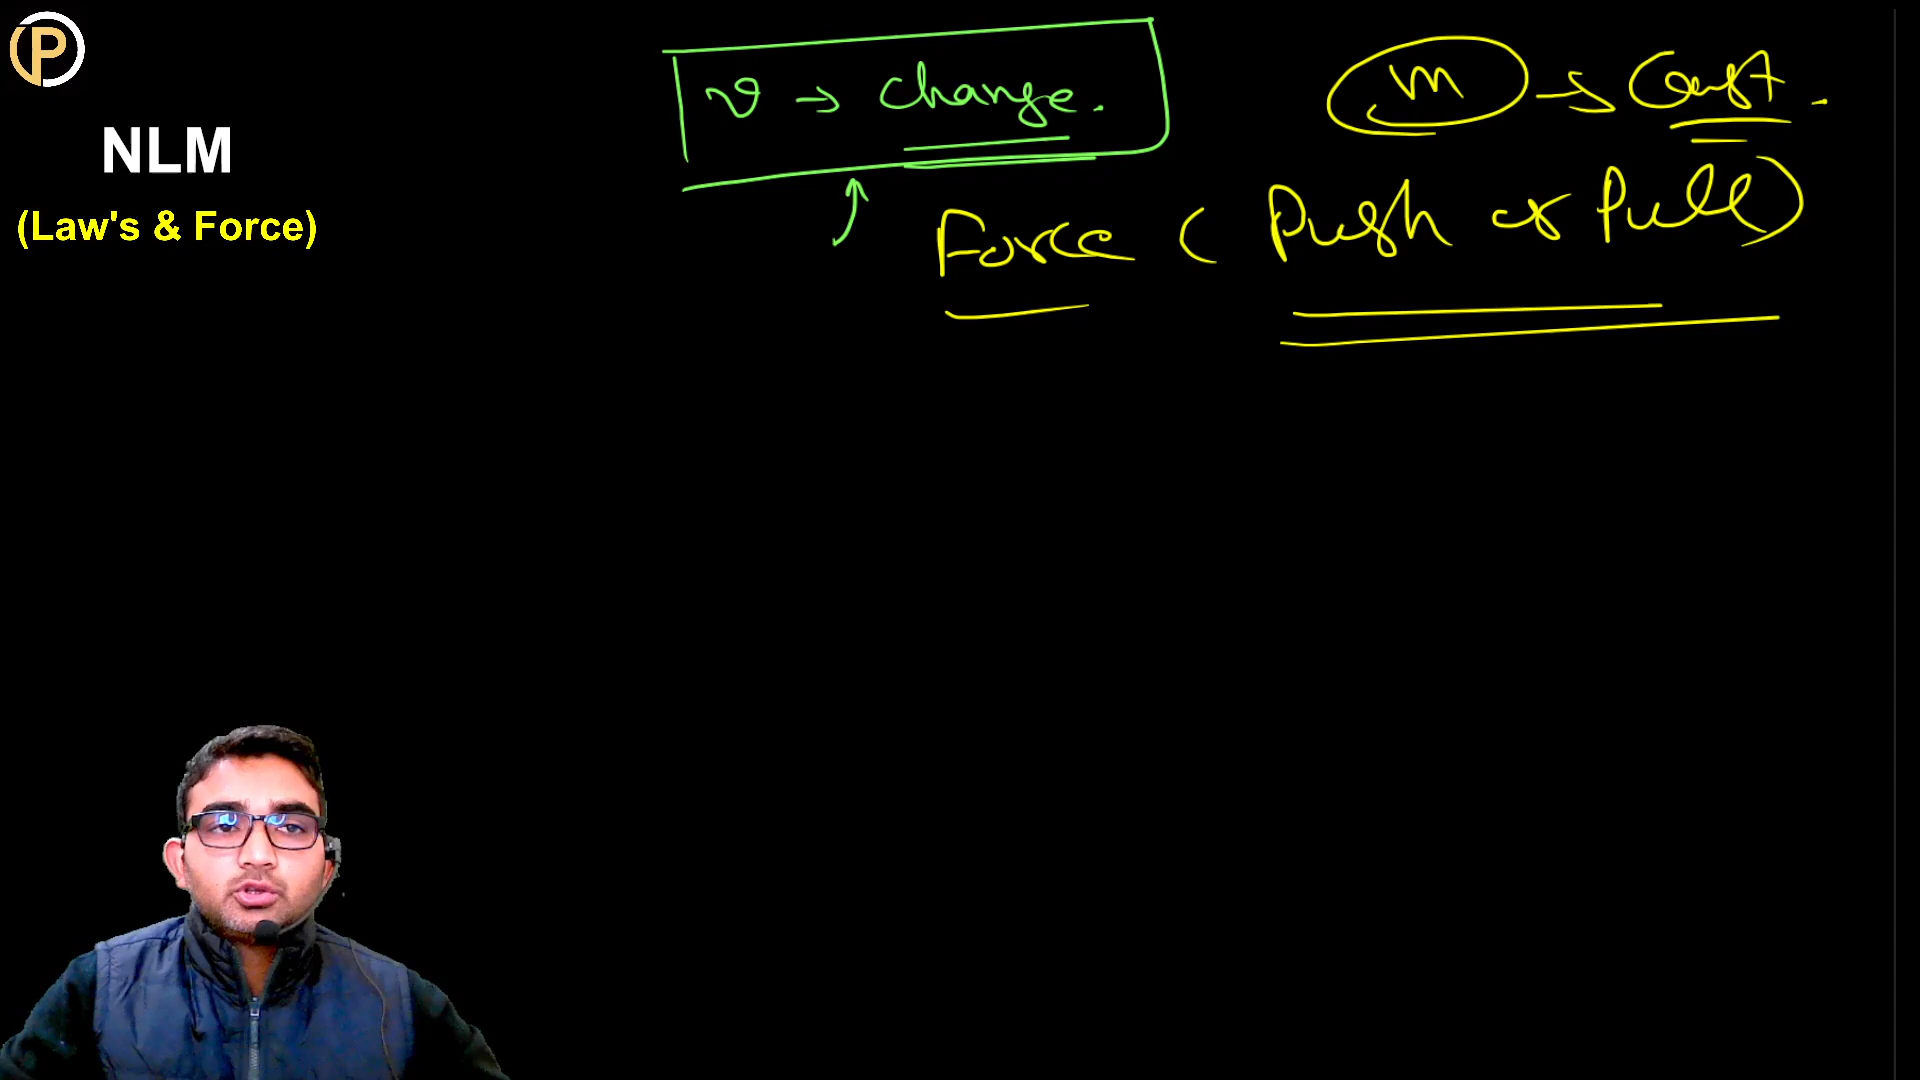 P
NLM
(Law's & Force)
v → change.
m → Const.
Force (Push or Pull)